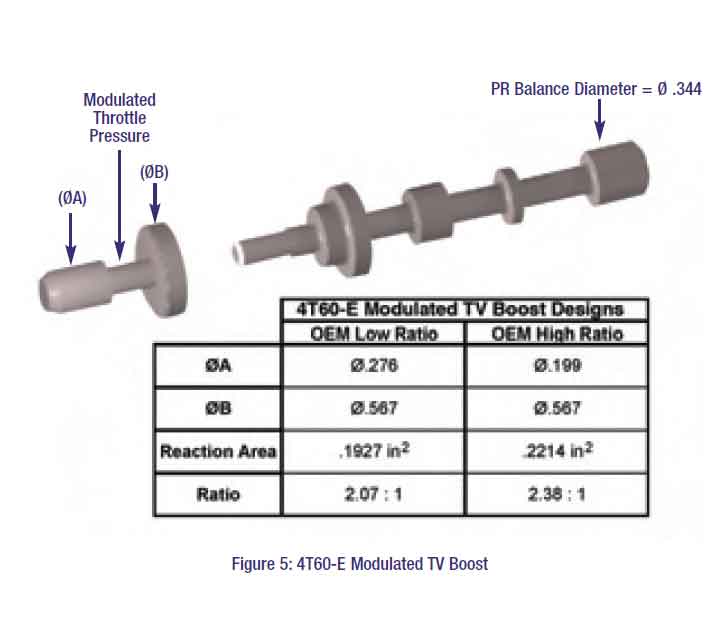 PR Balance Diameter = Ø .344
Modulated
Throttle
Pressure
(ØB)
(ØA)
4T60-E Modulated TV Boost Designs
OEM Low Ratio OEM High Ratio
ØA Ø.276 Ø.199
ØB Ø.567 Ø.567
Reaction Area .1927 in² .2214 in²
Ratio 2.07 : 1 2.38 : 1
Figure 5: 4T60-E Modulated TV Boost